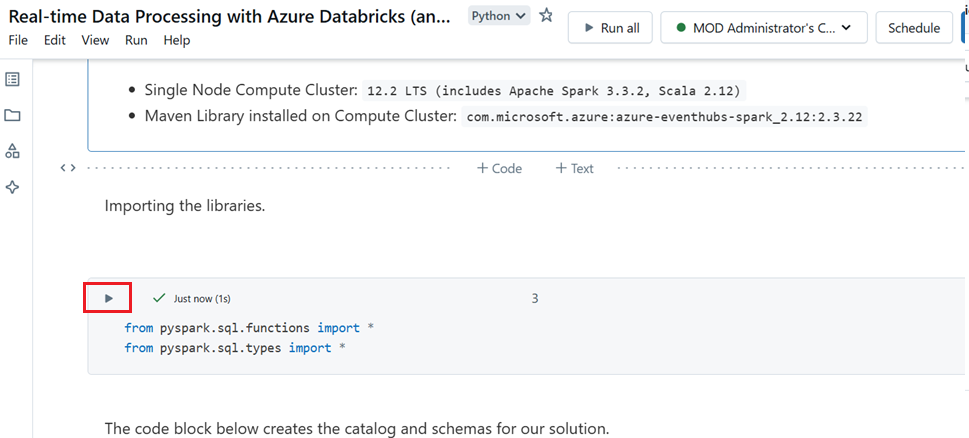 Real-time Data Processing with Azure Databricks (an... Python
File Edit View Run Help
Run all MOD Administrator's C... Schedule
Single Node Compute Cluster: 12.2 LTS (includes Apache Spark 3.3.2, Scala 2.12)
Maven Library installed on Compute Cluster: com.microsoft.azure:azure-eventhubs-spark_2.12:2.3.22
+ Code + Text
Importing the libraries.
Just now (1s) 3
from pyspark.sql.functions import *
from pyspark.sql.types import *
The code block below creates the catalog and schemas for our solution.